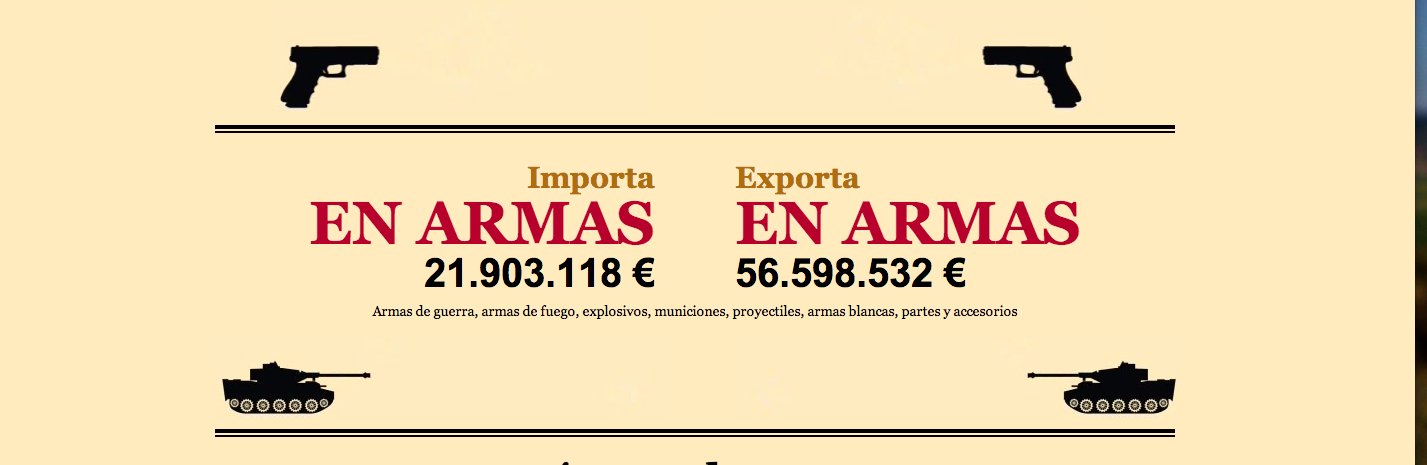 Importa
EN ARMAS
21.903.118 €
Exporta
EN ARMAS
56.598.532 €
Armas de guerra, armas de fuego, explosivos, municiones, proyectiles, armas blancas, partes y accesorios